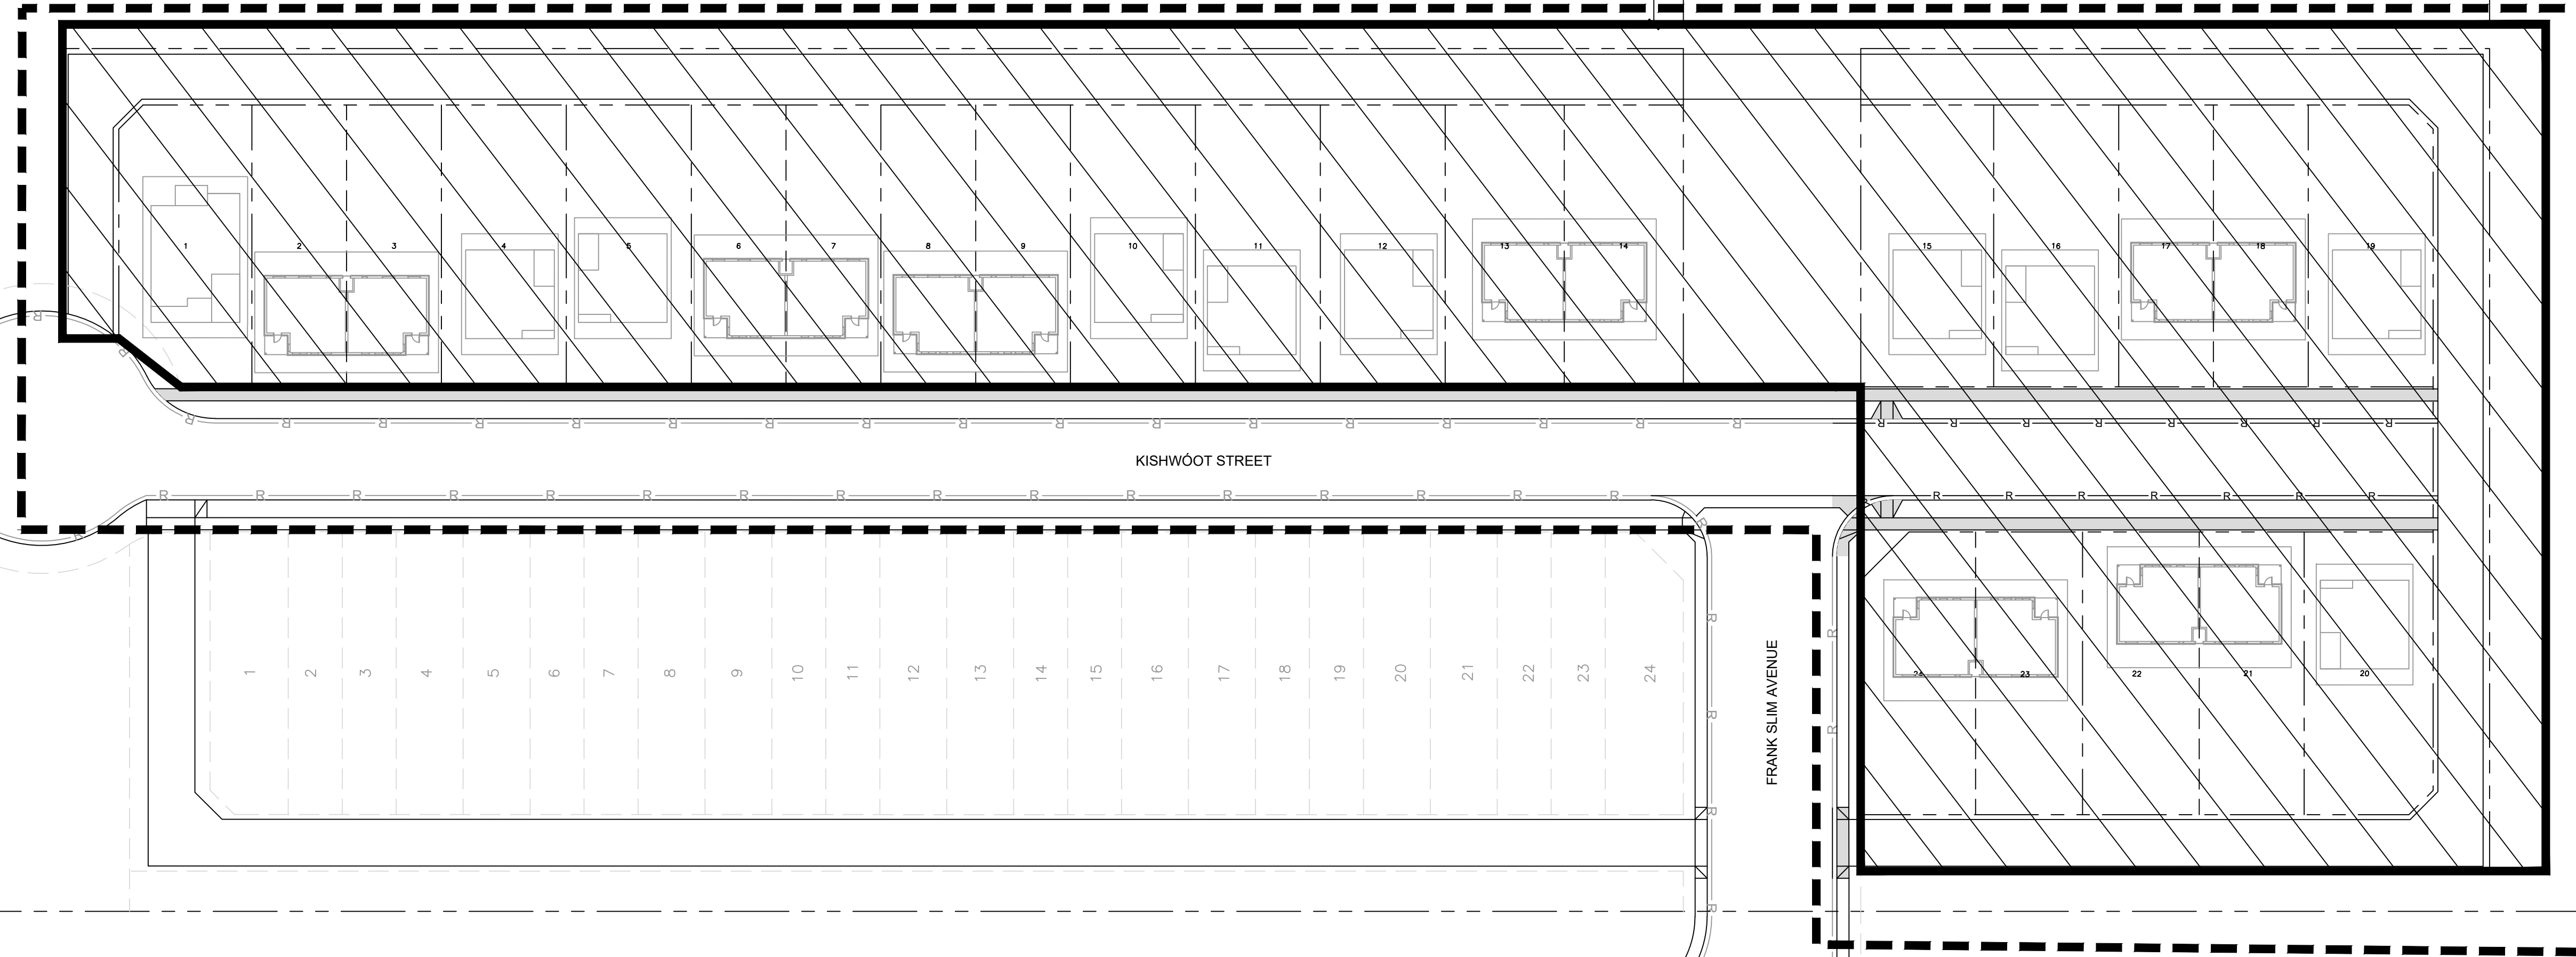 1 2 3 4 5 6 7 8 9 10 11 12 13 14 15 16 17 18 19
R
R
R
R R R R R R R R R R R R R R R R R R R R R R R R
KISHWÓOT STREET
R R R R R R R R R R R R R R R R R R R R R R R
R
R
R
R R
24 23 22 21 20
1 2 3 4 5 6 7 8 9 10 11 12 13 14 15 16 17 18 19 20 21 22 23 24
FRANK SLIM AVENUE
R R
R
R